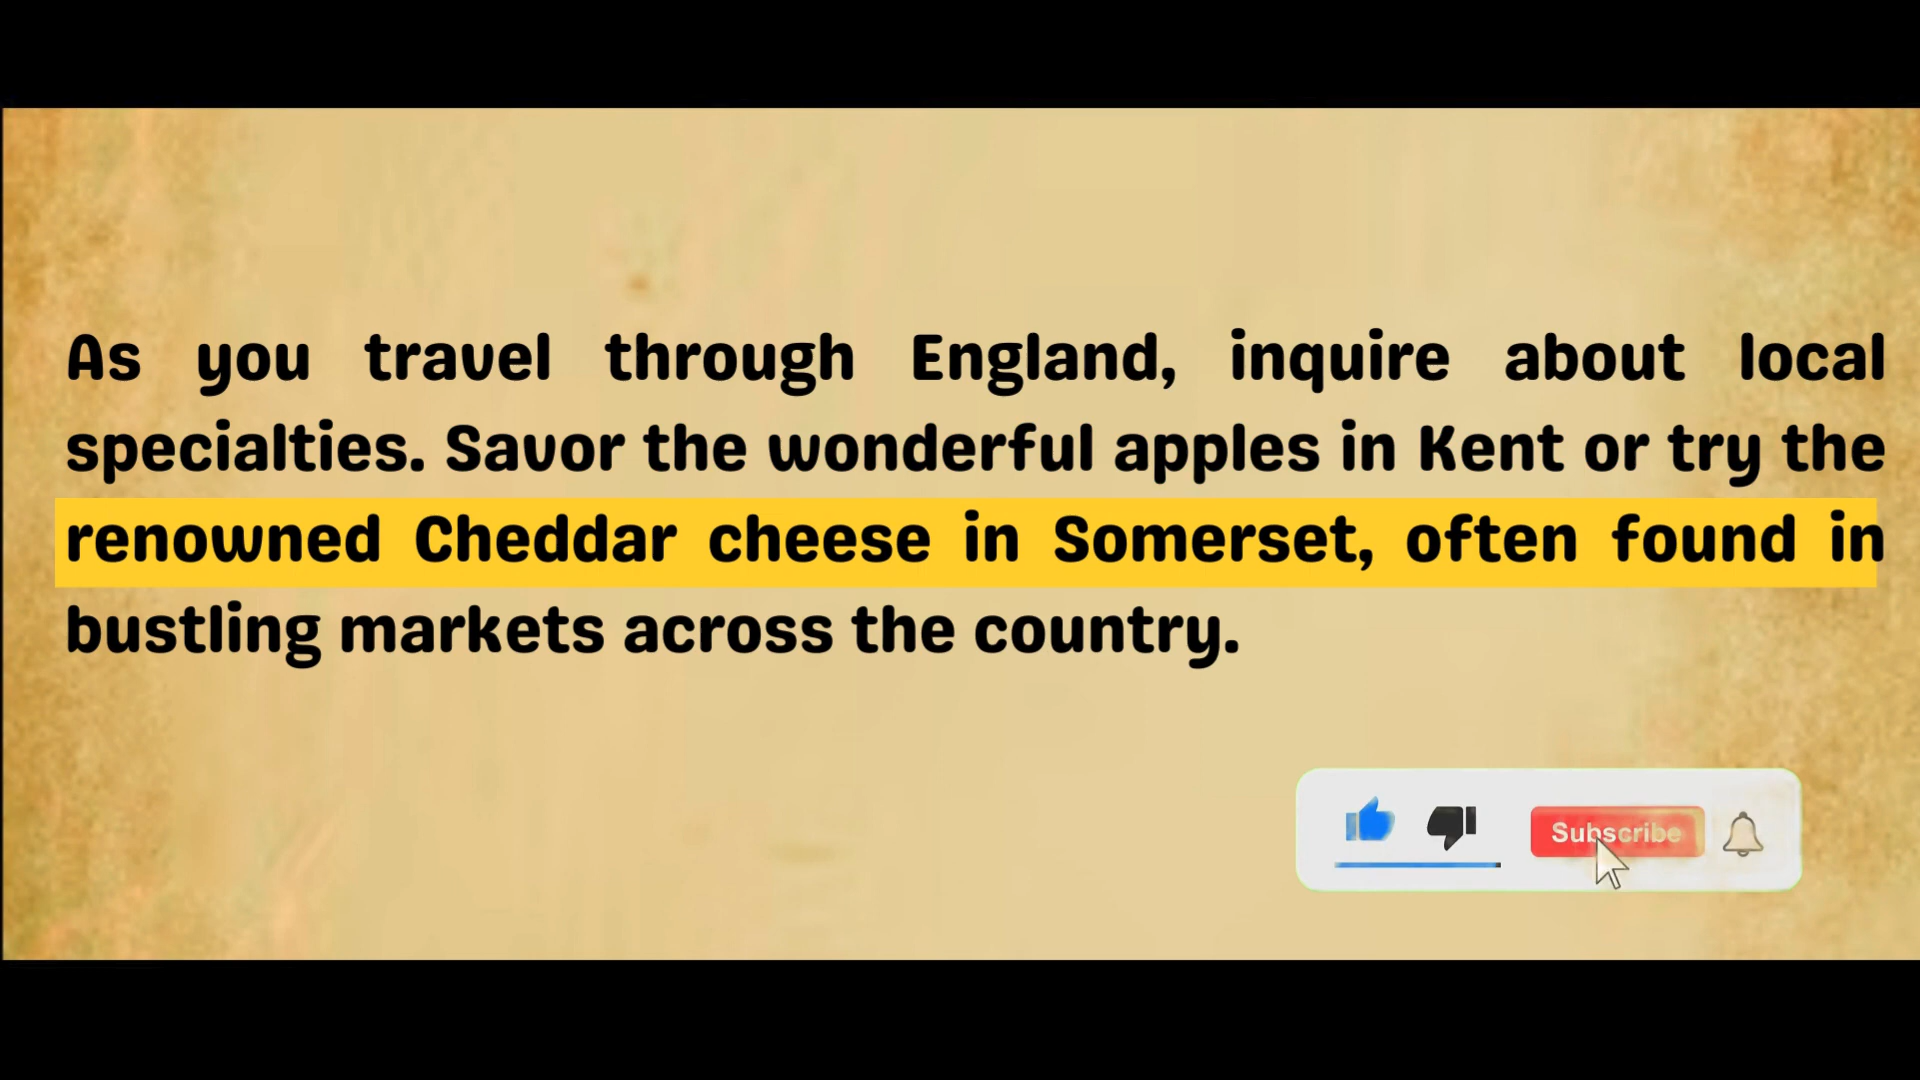 As you travel through England, inquire about local
specialties. Savor the wonderful apples in Kent or try the
renowned Cheddar cheese in Somerset, often found in
bustling markets across the country.
Subscribe